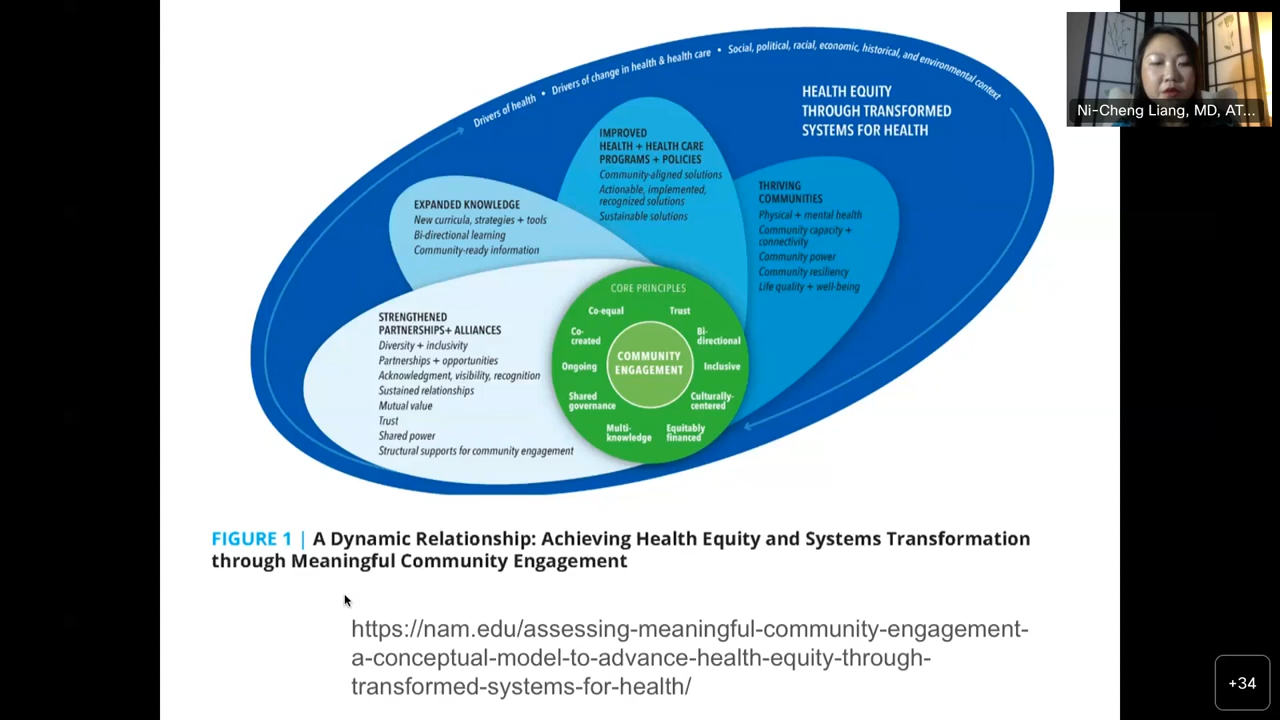 Drivers of health • Drivers of change in health & health care • Social, political, racial, economic, historical, and environmental context
HEALTH EQUITY
THROUGH TRANSFORMED
SYSTEMS FOR HEALTH
IMPROVED
HEALTH + HEALTH CARE
PROGRAMS + POLICIES
Community-aligned solutions
Actionable, implemented,
recognized solutions
Sustainable solutions
THRIVING
COMMUNITIES
Physical + mental health
Community capacity +
connectivity
Community power
Community resiliency
Life quality + well-being
EXPANDED KNOWLEDGE
New curricula, strategies + tools
Bi-directional learning
Community-ready information
STRENGTHENED
PARTNERSHIPS+ ALLIANCES
Diversity + inclusivity
Partnerships + opportunities
Acknowledgment, visibility, recognition
Sustained relationships
Mutual value
Trust
Shared power
Structural supports for community engagement
CORE PRINCIPLES
Co-equal
Trust
Co-
created
Bi-
directional
Ongoing
COMMUNITY
ENGAGEMENT
Inclusive
Shared
governance
Culturally-
centered
Multi-
knowledge
Equitably
financed
FIGURE 1 | A Dynamic Relationship: Achieving Health Equity and Systems Transformation
through Meaningful Community Engagement
https://nam.edu/assessing-meaningful-community-engagement-
a-conceptual-model-to-advance-health-equity-through-
transformed-systems-for-health/
Ni-Cheng Liang, MD, AT...
+34